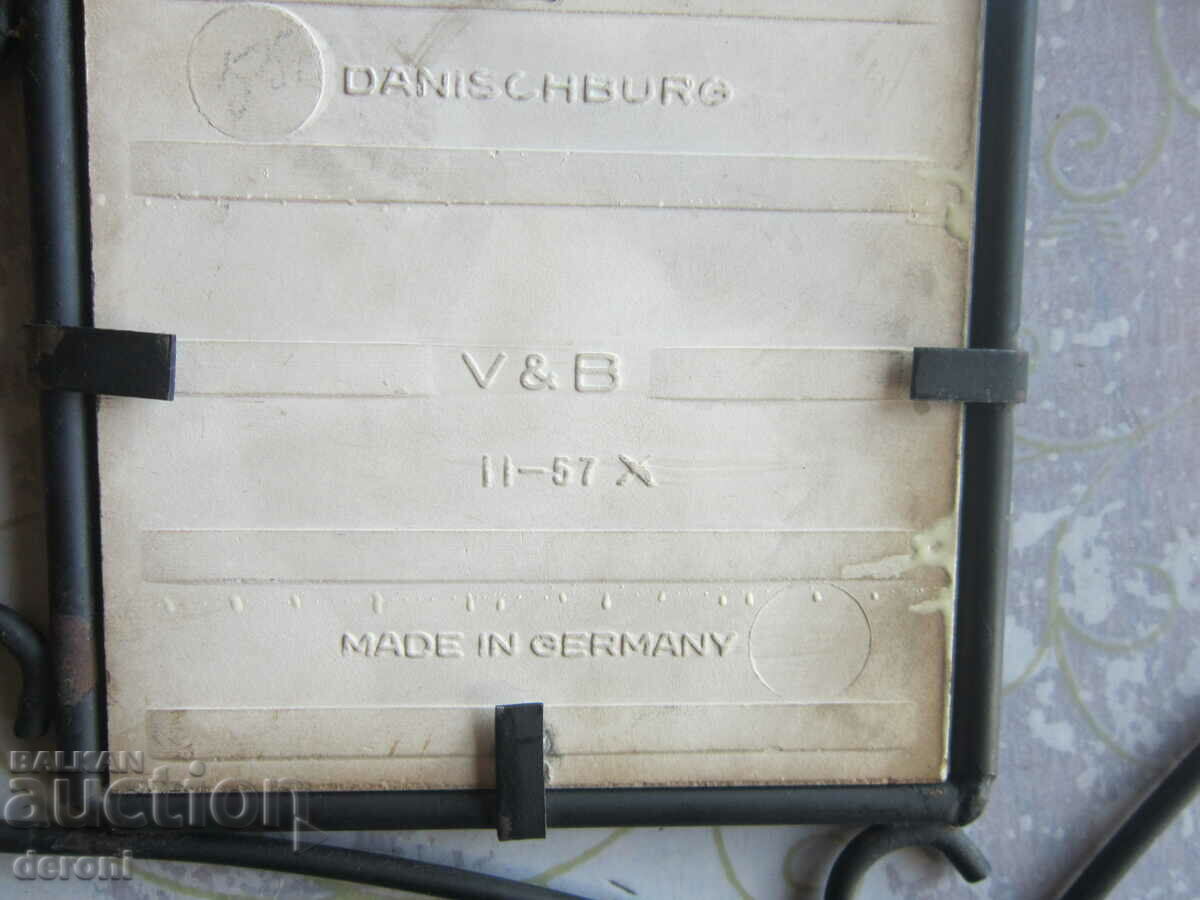 DANISCHBURG
V & B
11-57 X
MADE IN GERMANY
BALKAN
auction
deroni